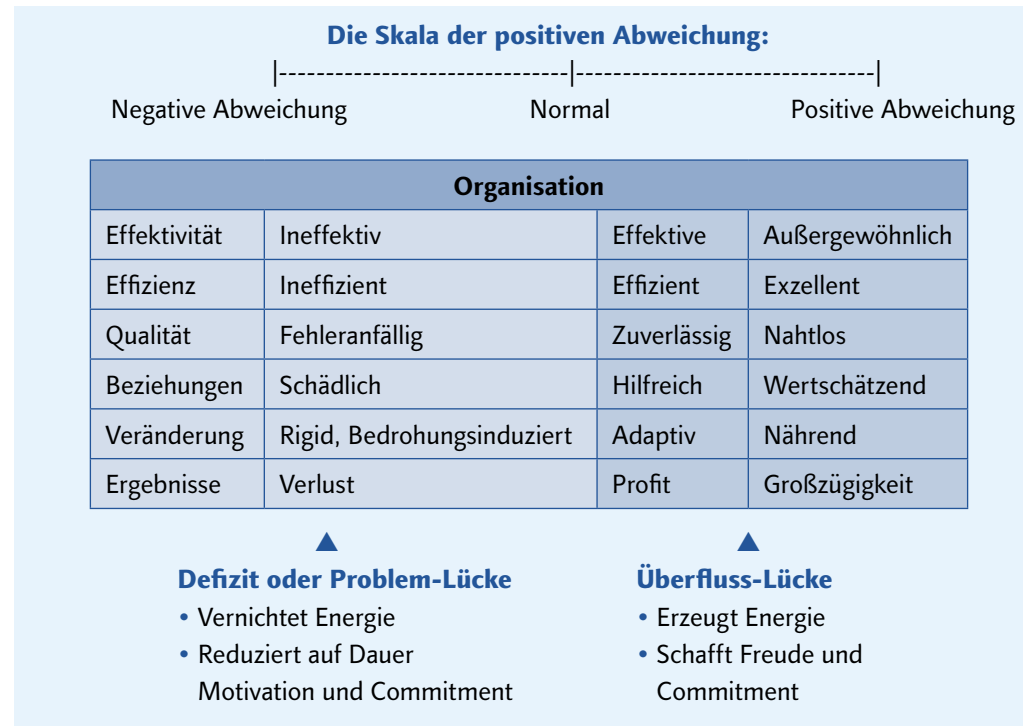 Die Skala der positiven Abweichung:
|-------------------------------|--------------------------------|
Negative Abweichung Normal Positive Abweichung
Organisation
Effektivität Ineffektiv Effektive Außergewöhnlich
Effizienz Ineffizient Effizient Exzellent
Qualität Fehleranfällig Zuverlässig Nahtlos
Beziehungen Schädlich Hilfreich Wertschätzend
Veränderung Rigid, Bedrohungsinduziert Adaptiv Nährend
Ergebnisse Verlust Profit Großzügigkeit
Defizit oder Problem-Lücke
• Vernichtet Energie
• Reduziert auf Dauer
Motivation und Commitment
Überfluss-Lücke
• Erzeugt Energie
• Schafft Freude und
Commitment